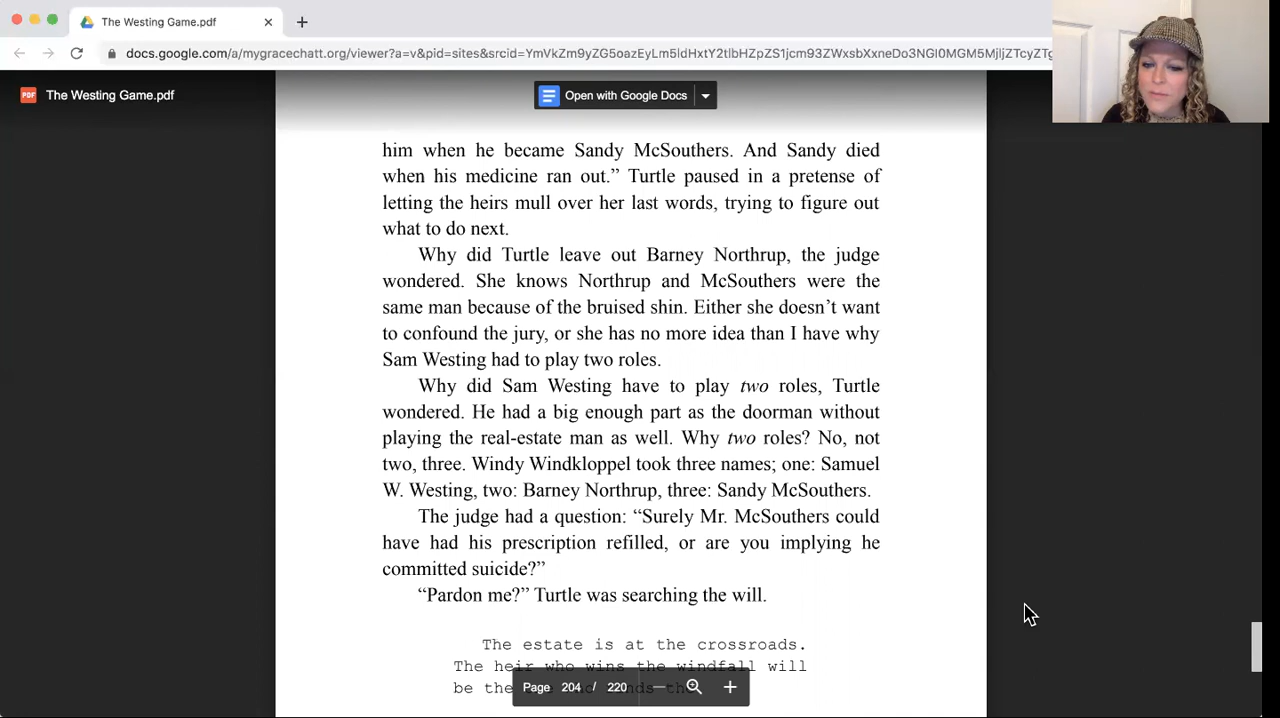 The Westing Game.pdf
docs.google.com/a/mygracechatt.org/viewer?a=v&pid=sites&srcid=
The Westing Game.pdf
Open with Google Docs
him when he became Sandy McSouthers. And Sandy died
when his medicine ran out.” Turtle paused in a pretense of
letting the heirs mull over her last words, trying to figure out
what to do next.
Why did Turtle leave out Barney Northrup, the judge
wondered. She knows Northrup and McSouthers were the
same man because of the bruised shin. Either she doesn’t want
to confound the jury, or she has no more idea than I have why
Sam Westing had to play two roles.
Why did Sam Westing have to play two roles, Turtle
wondered. He had a big enough part as the doorman without
playing the real-estate man as well. Why two roles? No, not
two, three. Windy Windkloppel took three names; one: Samuel
W. Westing, two: Barney Northrup, three: Sandy McSouthers.
The judge had a question: “Surely Mr. McSouthers could
have had his prescription refilled, or are you implying he
committed suicide?”
“Pardon me?” Turtle was searching the will.
The estate is at the crossroads.
The heir who wins the windfall will
be the
Page 204 / 220